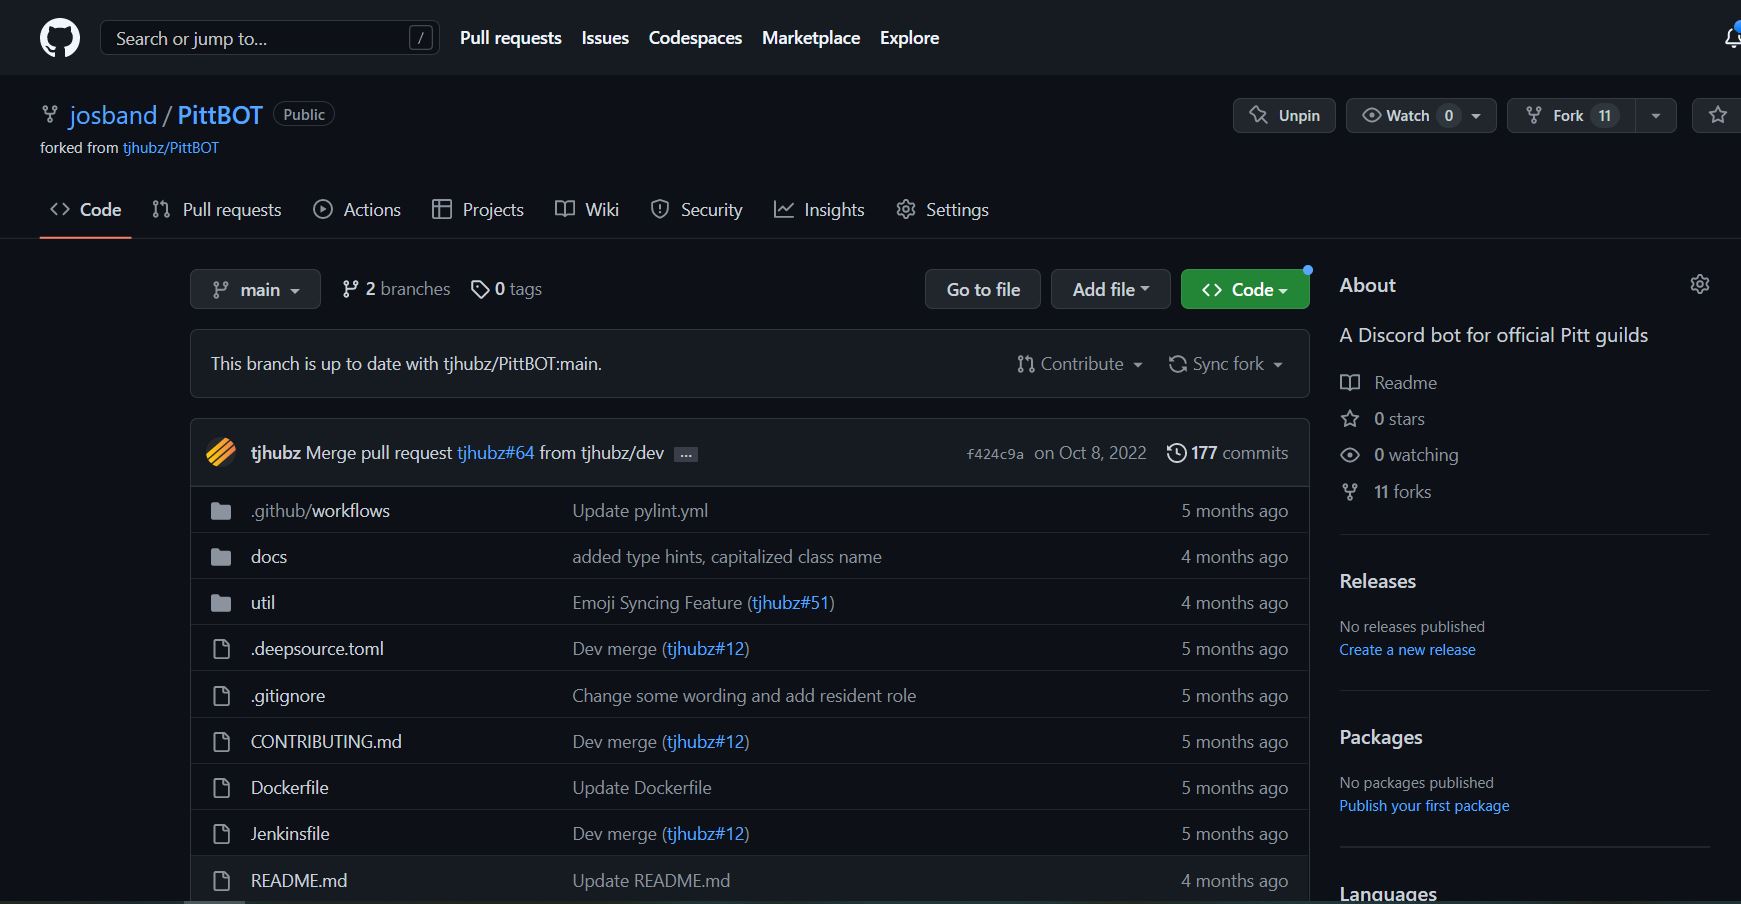 Search or jump to... / Pull requests Issues Codespaces Marketplace Explore
josband / PittBOT Public Unpin Watch 0 Fork 11
forked from tjhubz/PittBOT
Code Pull requests Actions Projects Wiki Security Insights Settings
main 2 branches 0 tags Go to file Add file Code
This branch is up to date with tjhubz/PittBOT:main. Contribute Sync fork
tjhubz Merge pull request tjhubz#64 from tjhubz/dev ... f424c9a on Oct 8, 2022 177 commits
.github/workflows Update pylint.yml 5 months ago
docs added type hints, capitalized class name 4 months ago
util Emoji Syncing Feature (tjhubz#51) 4 months ago
.deepsource.toml Dev merge (tjhubz#12) 5 months ago
.gitignore Change some wording and add resident role 5 months ago
CONTRIBUTING.md Dev merge (tjhubz#12) 5 months ago
Dockerfile Update Dockerfile 5 months ago
Jenkinsfile Dev merge (tjhubz#12) 5 months ago
README.md Update README.md 4 months ago
About
A Discord bot for official Pitt guilds
Readme
0 stars
0 watching
11 forks
Releases
No releases published
Create a new release
Packages
No packages published
Publish your first package
Languages